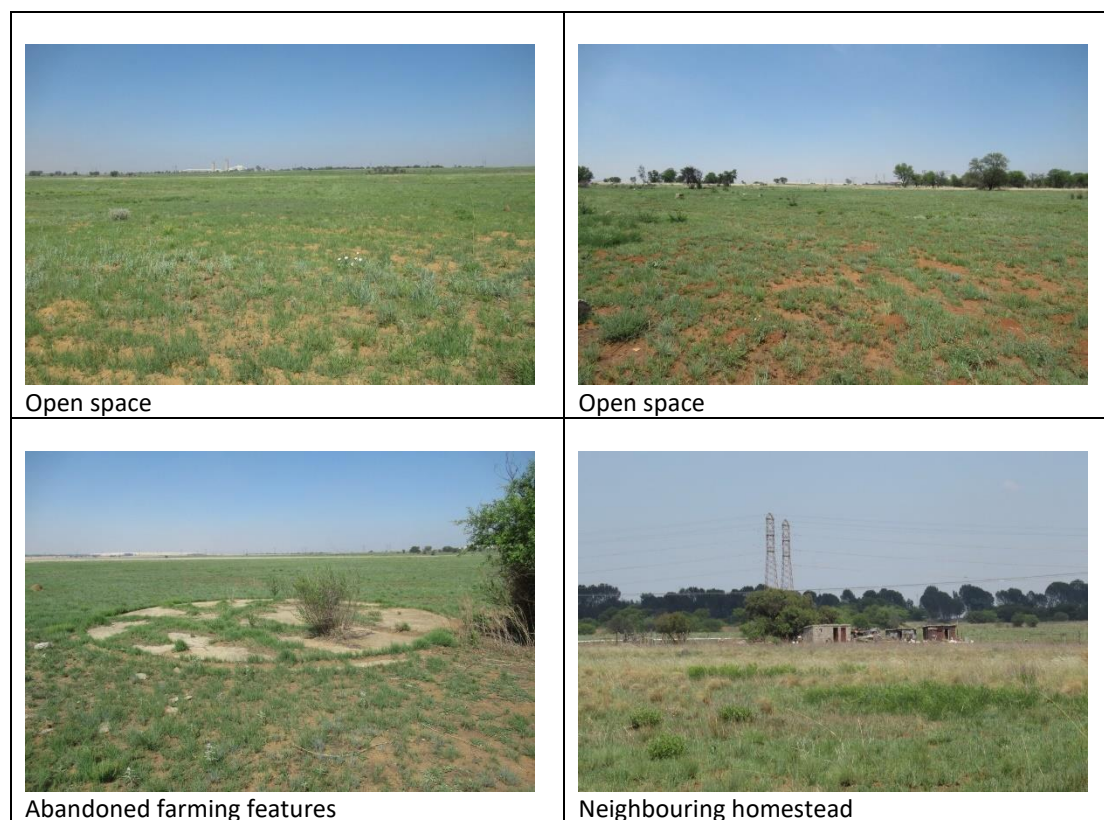 Open space
Open space
Abandoned farming features
Neighbouring homestead